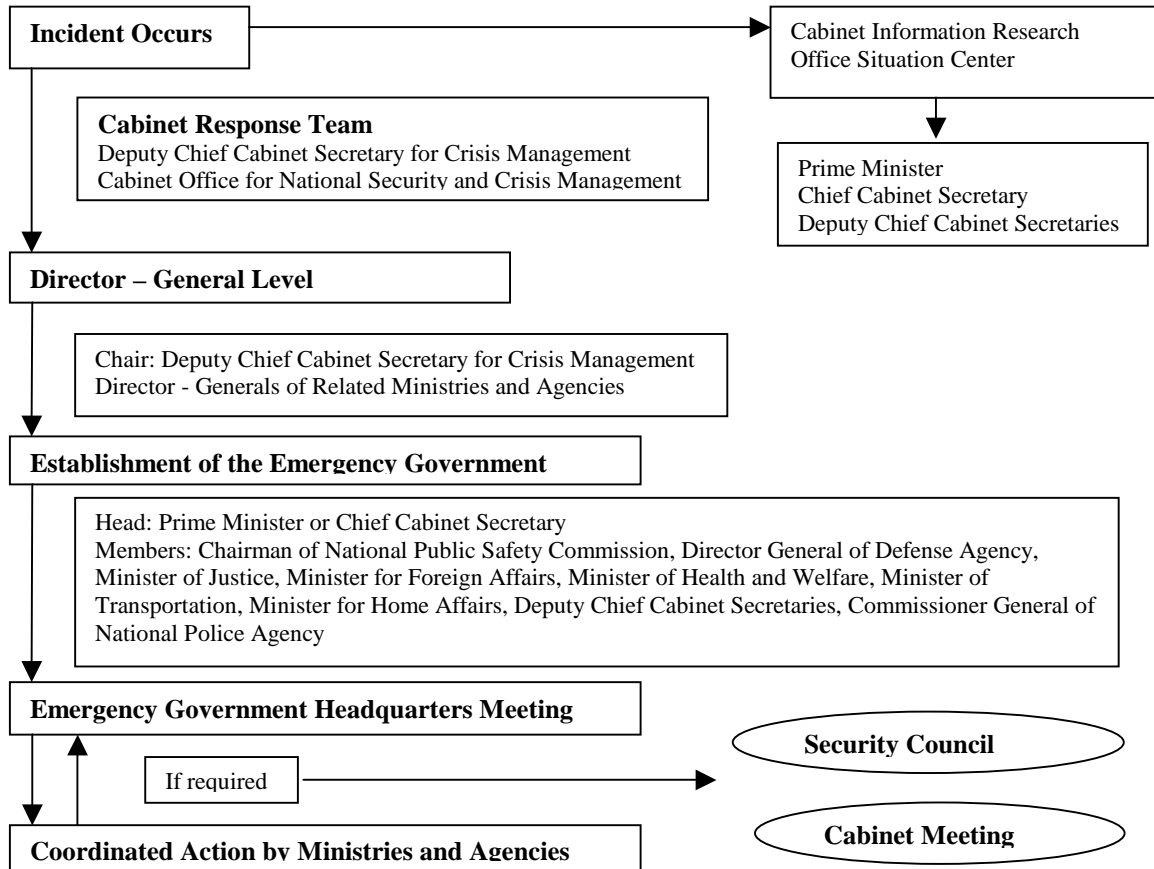 Incident Occurs
Cabinet Information Research
Office Situation Center
Cabinet Response Team
Deputy Chief Cabinet Secretary for Crisis Management
Cabinet Office for National Security and Crisis Management
Prime Minister
Chief Cabinet Secretary
Deputy Chief Cabinet Secretaries
Director – General Level
Chair: Deputy Chief Cabinet Secretary for Crisis Management
Director - Generals of Related Ministries and Agencies
Establishment of the Emergency Government
Head: Prime Minister or Chief Cabinet Secretary
Members: Chairman of National Public Safety Commission, Director General of Defense Agency,
Minister of Justice, Minister for Foreign Affairs, Minister of Health and Welfare, Minister of
Transportation, Minister for Home Affairs, Deputy Chief Cabinet Secretaries, Commissioner General of
National Police Agency
Emergency Government Headquarters Meeting
Security Council
If required
Cabinet Meeting
Coordinated Action by Ministries and Agencies